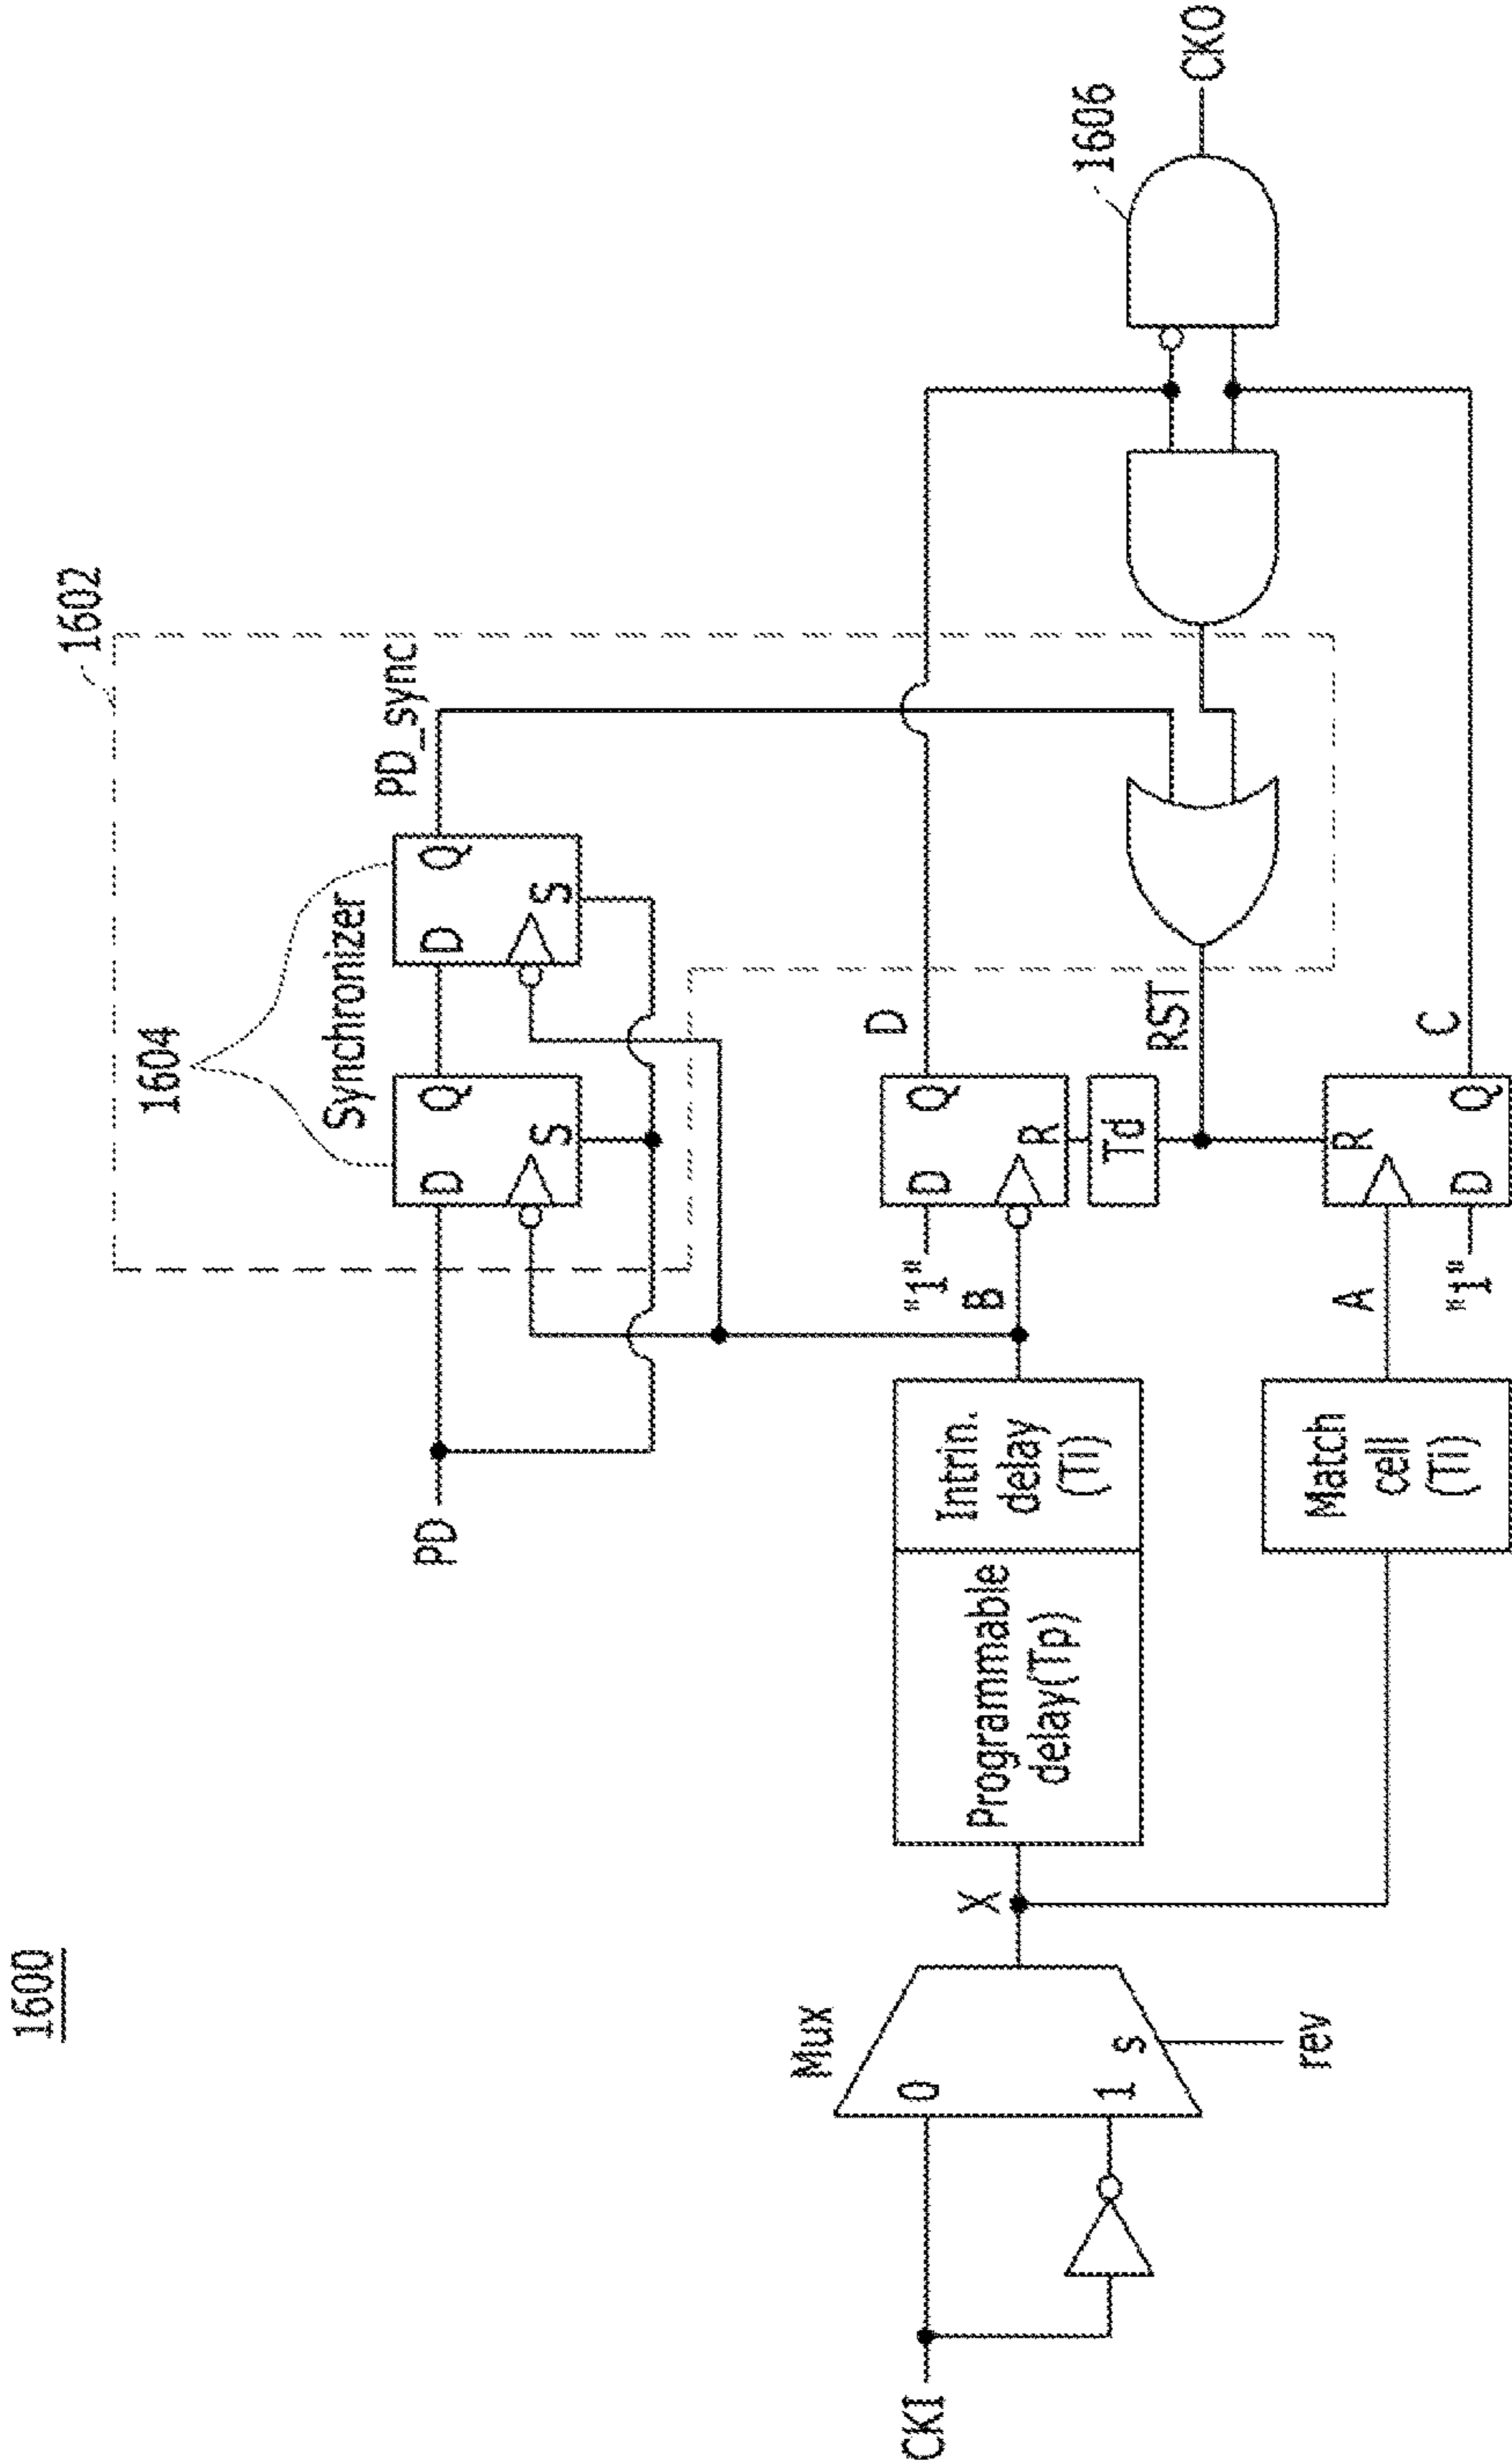 1600
1602
1604
Synchronizer
PD_sync
D
Q
S
D
Q
S
PD
CKI
0
1
s
Mux
rev
X
Programmable
delay(Tp)
Intrin.
delay
(Ti)
Match
cell
(Ti)
B
A
"1"
D
Q
R
Td
RST
R
D
Q
"1"
D
C
1606
CKO